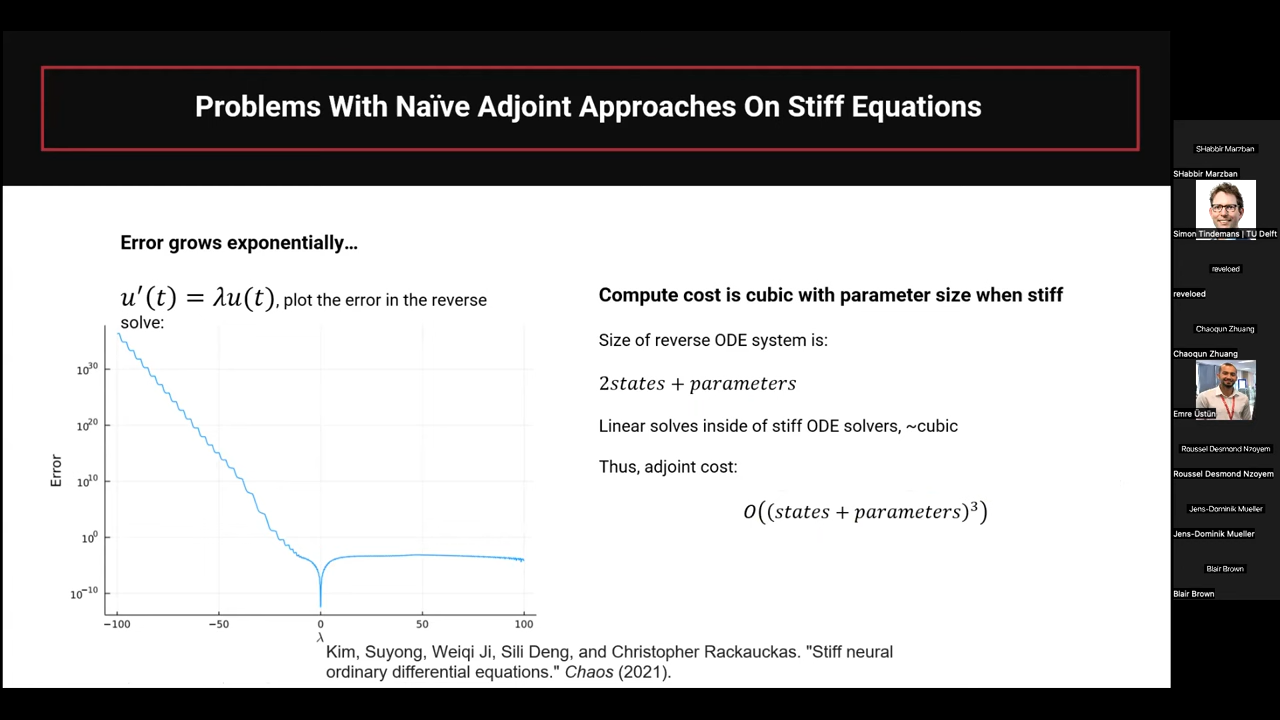 Problems With Naïve Adjoint Approaches On Stiff Equations
Error grows exponentially…
u′(t) = λu(t), plot the error in the reverse
solve:
10³⁰
10²⁰
10¹⁰
10⁰
10⁻¹⁰
Error
−100
−50
0
50
100
λ
Compute cost is cubic with parameter size when stiff
Size of reverse ODE system is:
2states + parameters
Linear solves inside of stiff ODE solvers, ~cubic
Thus, adjoint cost:
O((states + parameters)³)
Kim, Suyong, Weiqi Ji, Sili Deng, and Christopher Rackauckas. "Stiff neural
ordinary differential equations." Chaos (2021).
SHabbir Marzban
SHabbir Marzban
Simon Tindemans | TU Delft
reveloed
reveloed
Chaoqun Zhuang
Chaoqun Zhuang
Emre Üstün
Roussel Desmond Nzoyem
Roussel Desmond Nzoyem
Jens-Dominik Mueller
Jens-Dominik Mueller
Blair Brown
Blair Brown